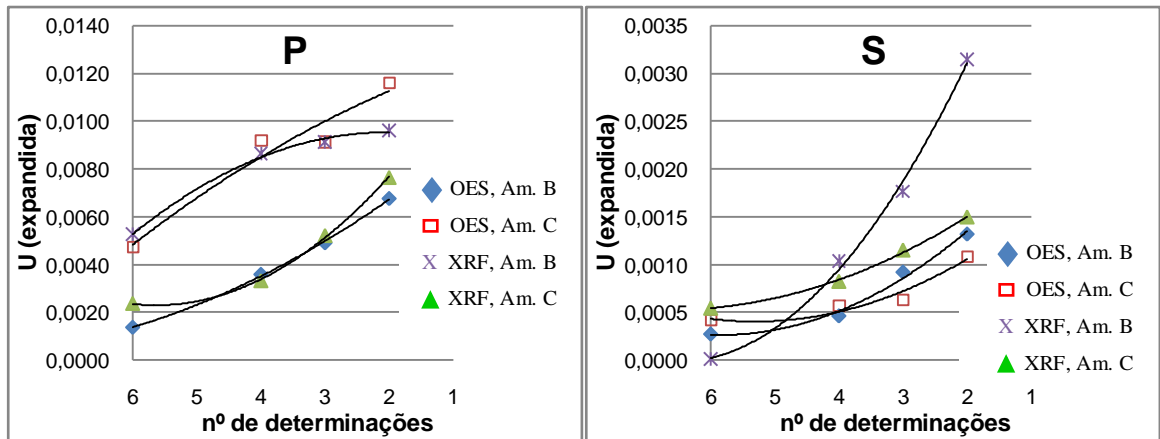 P
U (expandida)
0,0140
0,0120
0,0100
0,0080
0,0060
0,0040
0,0020
0,0000
6 5 4 3 2 1
nº de determinações
OES, Am. B
OES, Am. C
XRF, Am. B
XRF, Am. C
S
U (expandida)
0,0035
0,0030
0,0025
0,0020
0,0015
0,0010
0,0005
0,0000
6 5 4 3 2 1
nº de determinações
OES, Am. B
OES, Am. C
XRF, Am. B
XRF, Am. C